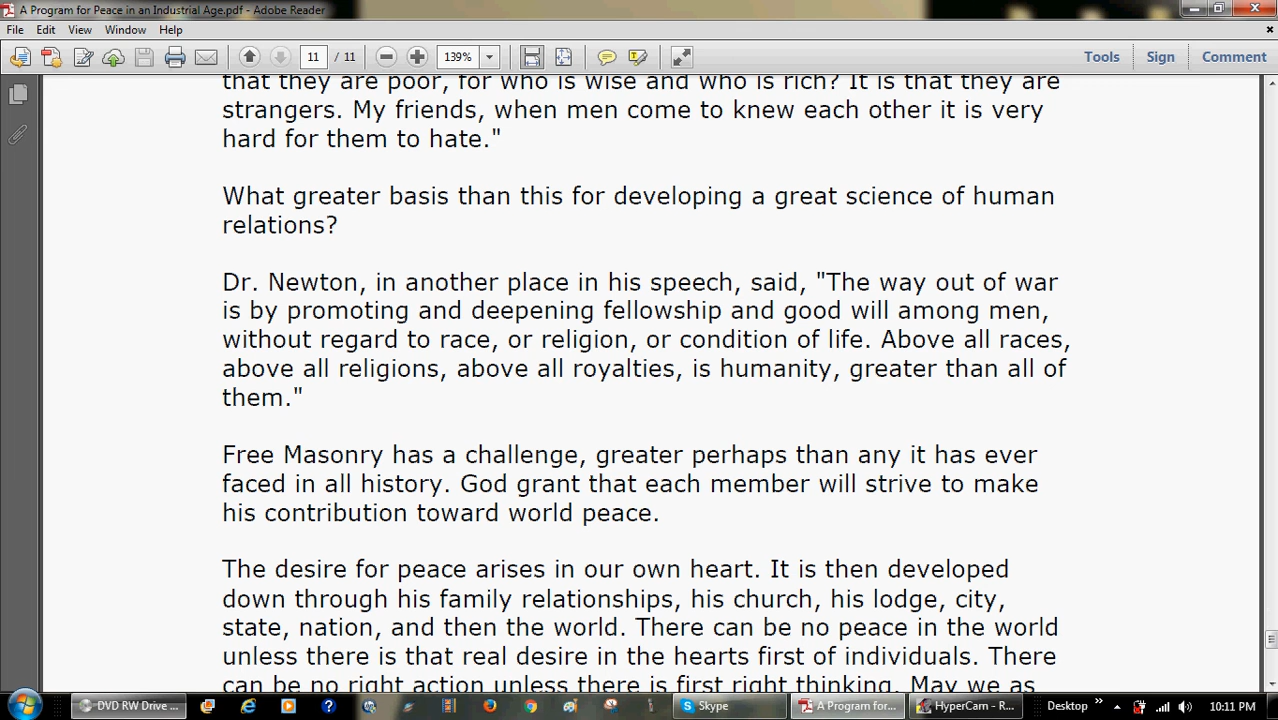 A Program for Peace in an Industrial Age.pdf - Adobe Reader
File Edit View Window Help
11 / 11 139% Tools Sign Comment
that they are poor, for who is wise and who is rich? It is that they are
strangers. My friends, when men come to knew each other it is very
hard for them to hate."
What greater basis than this for developing a great science of human
relations?
Dr. Newton, in another place in his speech, said, "The way out of war
is by promoting and deepening fellowship and good will among men,
without regard to race, or religion, or condition of life. Above all races,
above all religions, above all royalties, is humanity, greater than all of
them."
Free Masonry has a challenge, greater perhaps than any it has ever
faced in all history. God grant that each member will strive to make
his contribution toward world peace.
The desire for peace arises in our own heart. It is then developed
down through his family relationships, his church, his lodge, city,
state, nation, and then the world. There can be no peace in the world
unless there is that real desire in the hearts first of individuals. There
can be no right action unless there is first right thinking. May we as
DVD RW Drive ... Skype A Program for... HyperCam - R... Desktop 10:11 PM